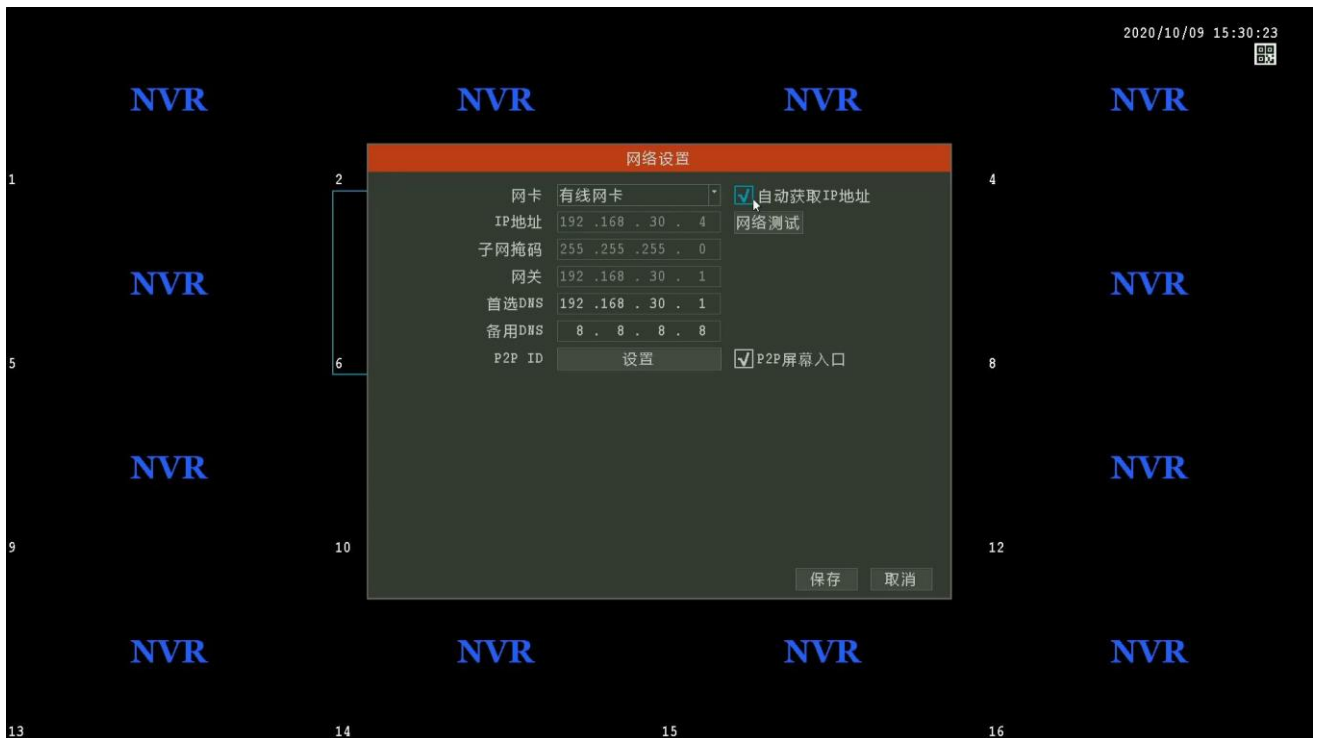 2020/10/09 15:30:23
NVR NVR NVR NVR
网络设置
1 2 4
网卡 有线网卡 自动获取IP地址
IP地址 192 .168 . 30 . 4 网络测试
子网掩码 255 .255 .255 . 0
NVR 网关 192 .168 . 30 . 1 NVR
首选DNS 192 .168 . 30 . 1
备用DNS 8 . 8 . 8 . 8
5 6 P2P ID 设置 P2P屏幕入口 8
NVR NVR
9 10 12
保存 取消
NVR NVR NVR NVR
13 14 15 16